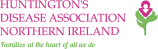 HUNTINGTON'S
DISEASE ASSOCIATION
NORTHERN IRELAND
Families at the heart of all we do